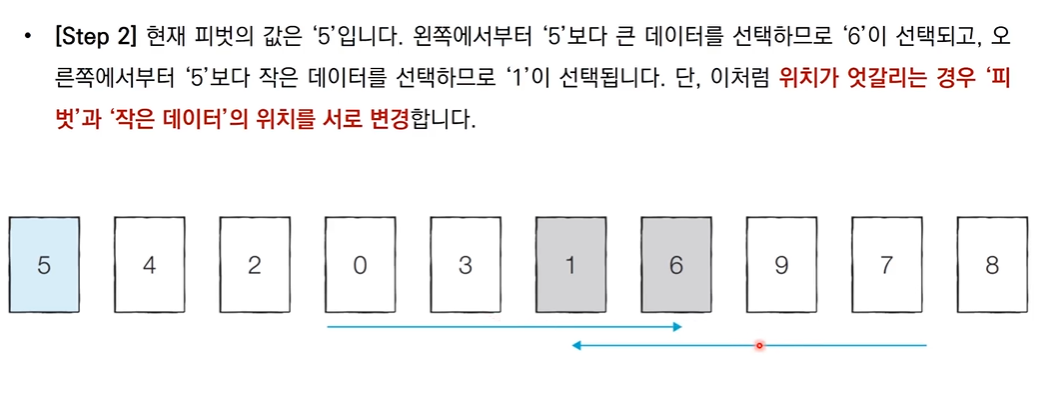 • [Step 2] 현재 피벗의 값은 ‘5’입니다. 왼쪽에서부터 ‘5’보다 큰 데이터를 선택하므로 ‘6’이 선택되고, 오
른쪽에서부터 ‘5’보다 작은 데이터를 선택하므로 ‘1’이 선택됩니다. 단, 이처럼 위치가 엇갈리는 경우 ‘피
벗’과 ‘작은 데이터’의 위치를 서로 변경합니다.
5 4 2 0 3 1 6 9 7 8